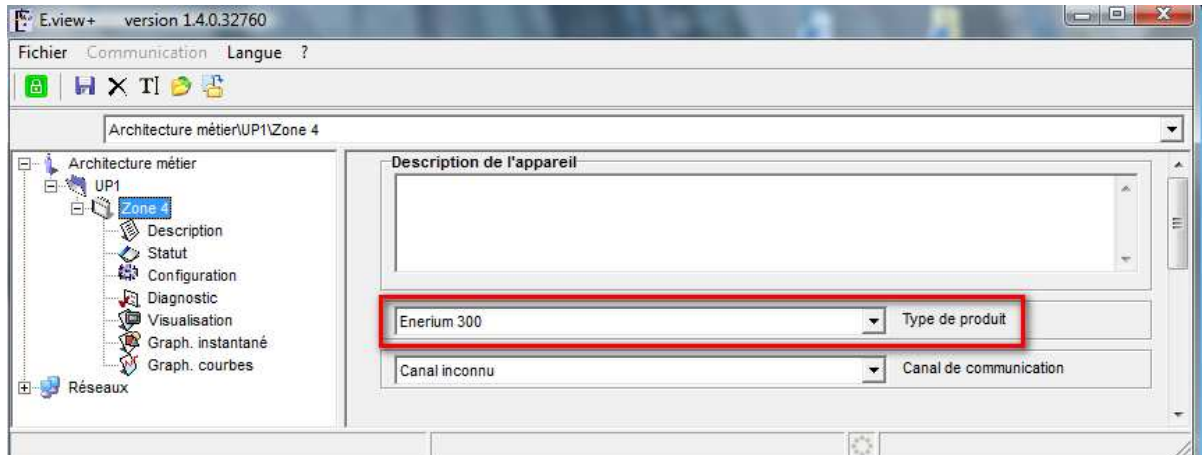 E.view+ version 1.4.0.32760
Fichier Communication Langue ?
TI
Architecture métier\UP1\Zone 4
Architecture métier
UP1
Zone 4
Description
Statut
Configuration
Diagnostic
Visualisation
Graph. instantané
Graph. courbes
Réseaux
Description de l'appareil
Enerium 300 Type de produit
Canal inconnu Canal de communication